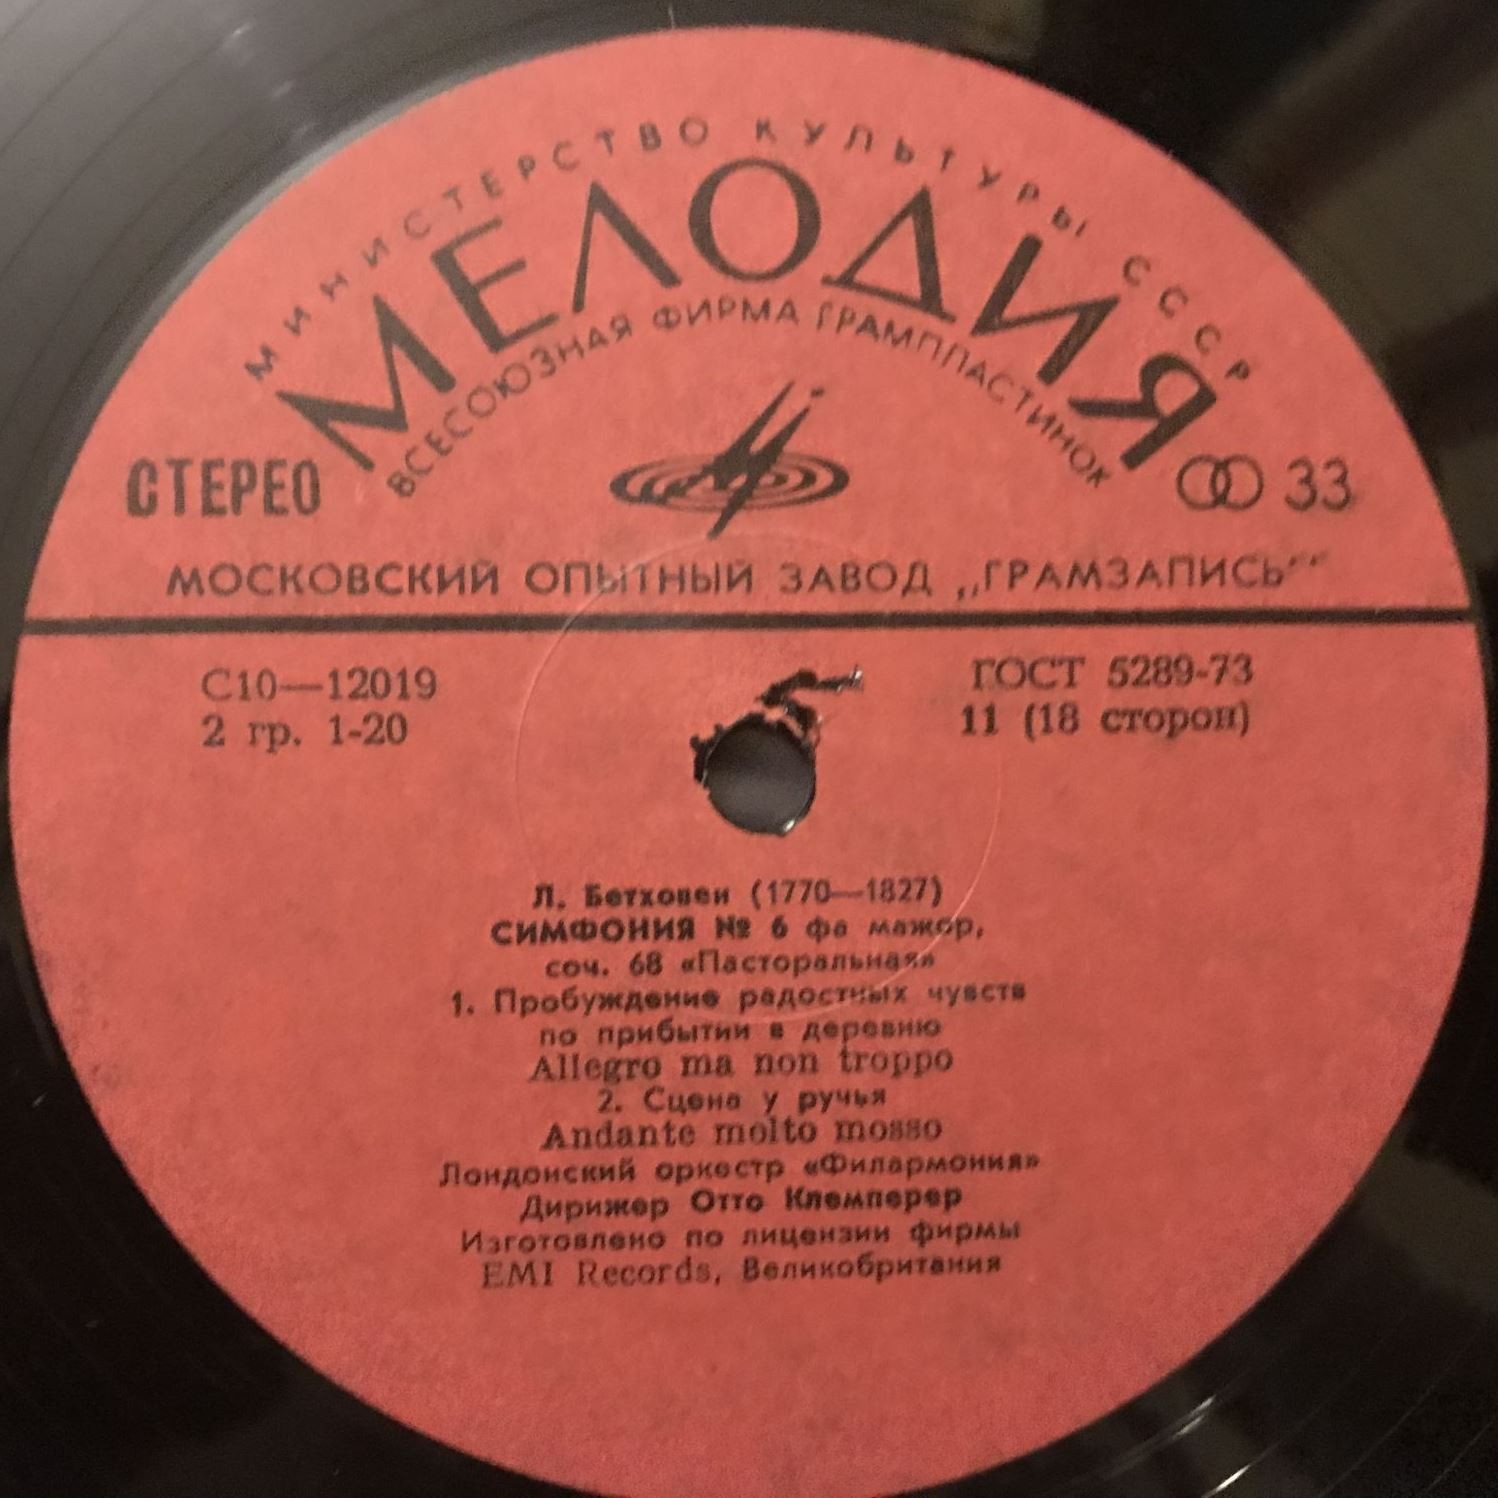 МИНИСТЕРСТВО КУЛЬТУРЫ СССР
МЕЛОДИЯ
ВСЕСОЮЗНАЯ ФИРМА ГРАМПЛАСТИНОК
СТЕРЕО
33
МОСКОВСКИЙ ОПЫТНЫЙ ЗАВОД „ГРАМЗАПИСЬ“
С10—12019
2 гр. 1-20
ГОСТ 5289-73
11 (18 сторон)
Л. Бетховен (1770—1827)
СИМФОНИЯ № 6 фа мажор,
соч. 68 «Пасторальная»
1. Пробуждение радостных чувств
по прибытии в деревню
Allegro ma non troppo
2. Сцена у ручья
Andante molto mosso
Лондонский оркестр «Филармония»
Дирижер Отто Клемперер
Изготовлено по лицензии фирмы
EMI Records, Великобритания